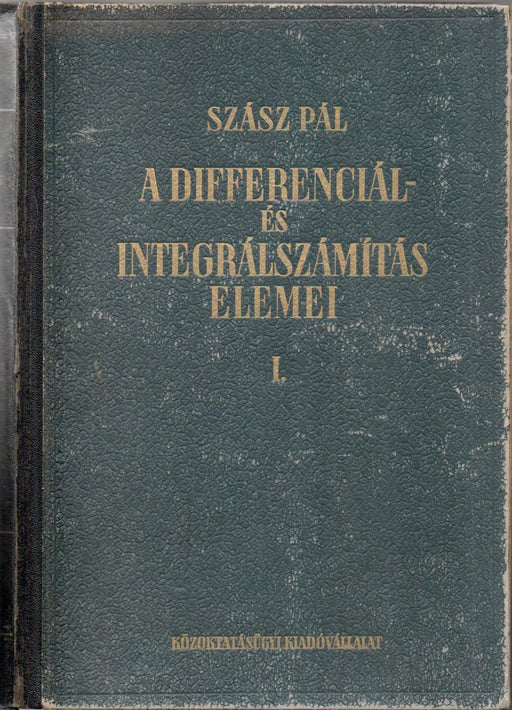 SZÁSZ PÁL
A DIFFERENCIÁL-
ÉS
INTEGRÁLSZÁMÍTÁS
ELEMEI
I.
KÖZOKTATÁSÜGYI KIADÓVÁLLALAT